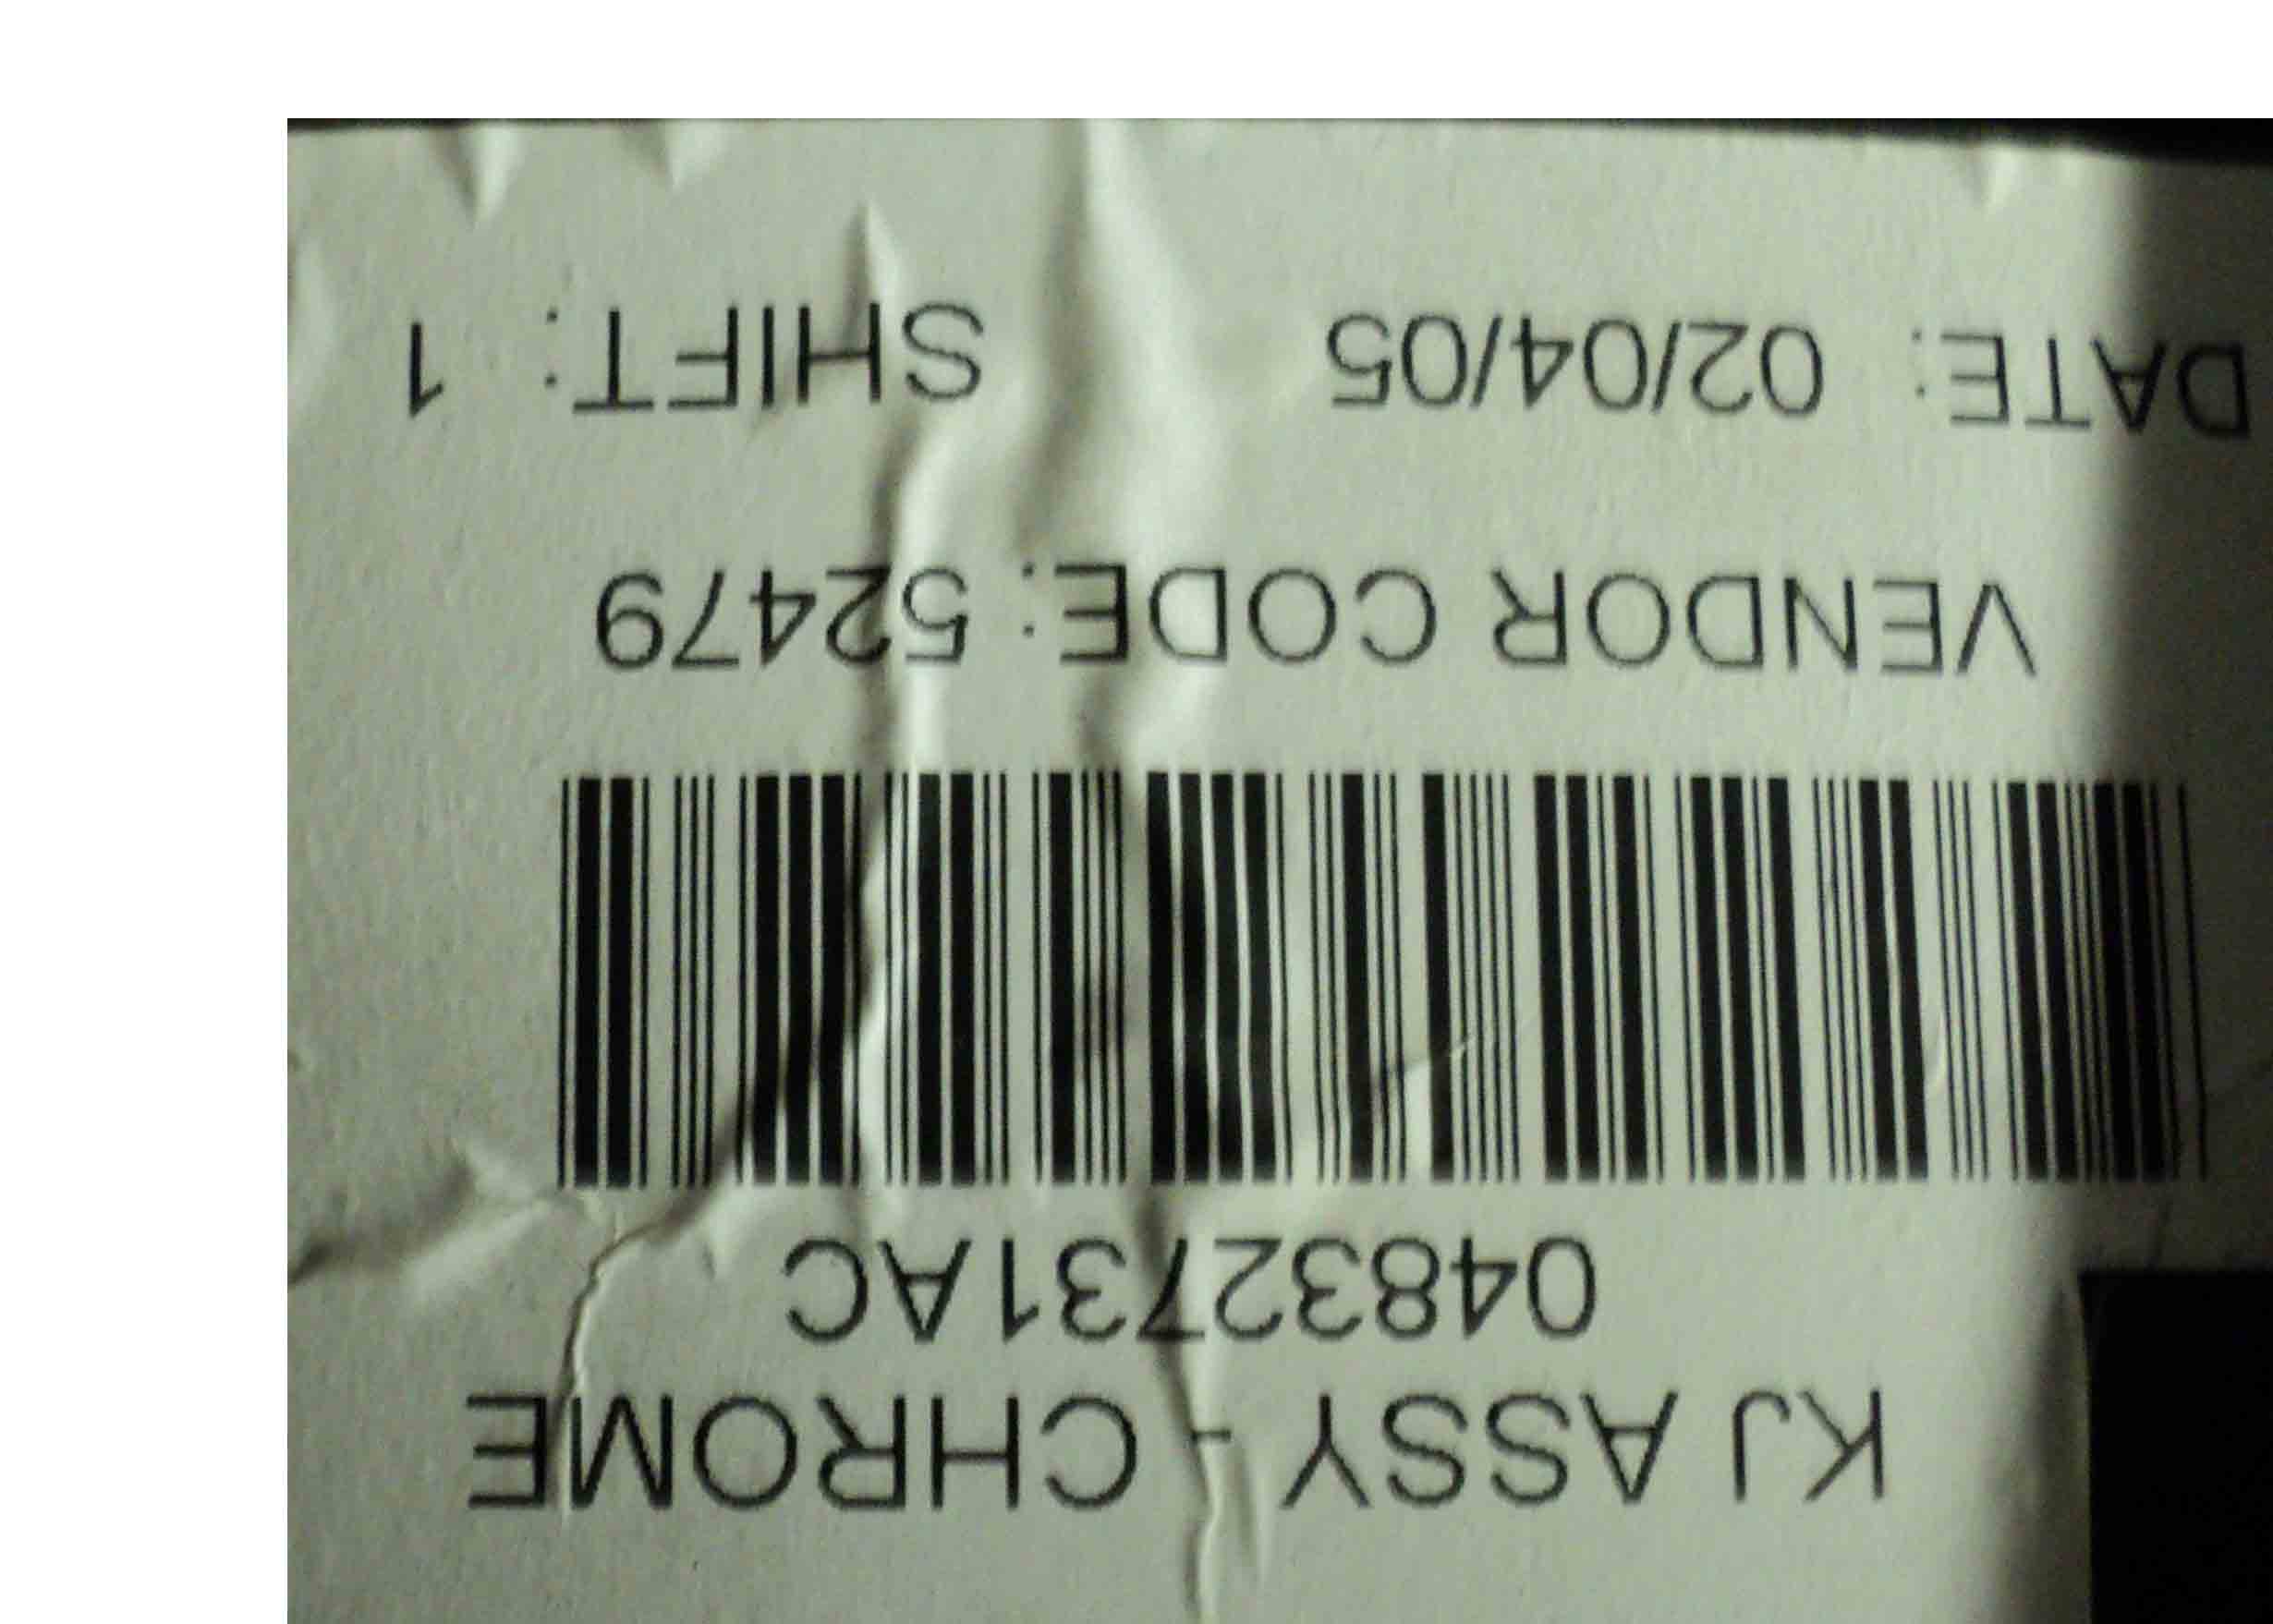 KJ ASSY - CHROME
04832731AC
VENDOR CODE: 52479
DATE: 02/04/05 SHIFT: 1